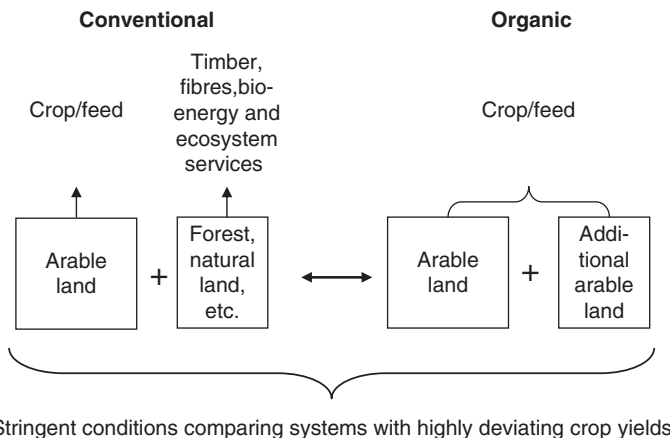 Conventional
Organic
Timber,
fibres,bio-
energy and
ecosystem
services
Crop/feed
Crop/feed
Arable
land
+
Forest,
natural
land,
etc.
Arable
land
+
Addi-
tional
arable
land
Stringent conditions comparing systems with highly deviating crop yields